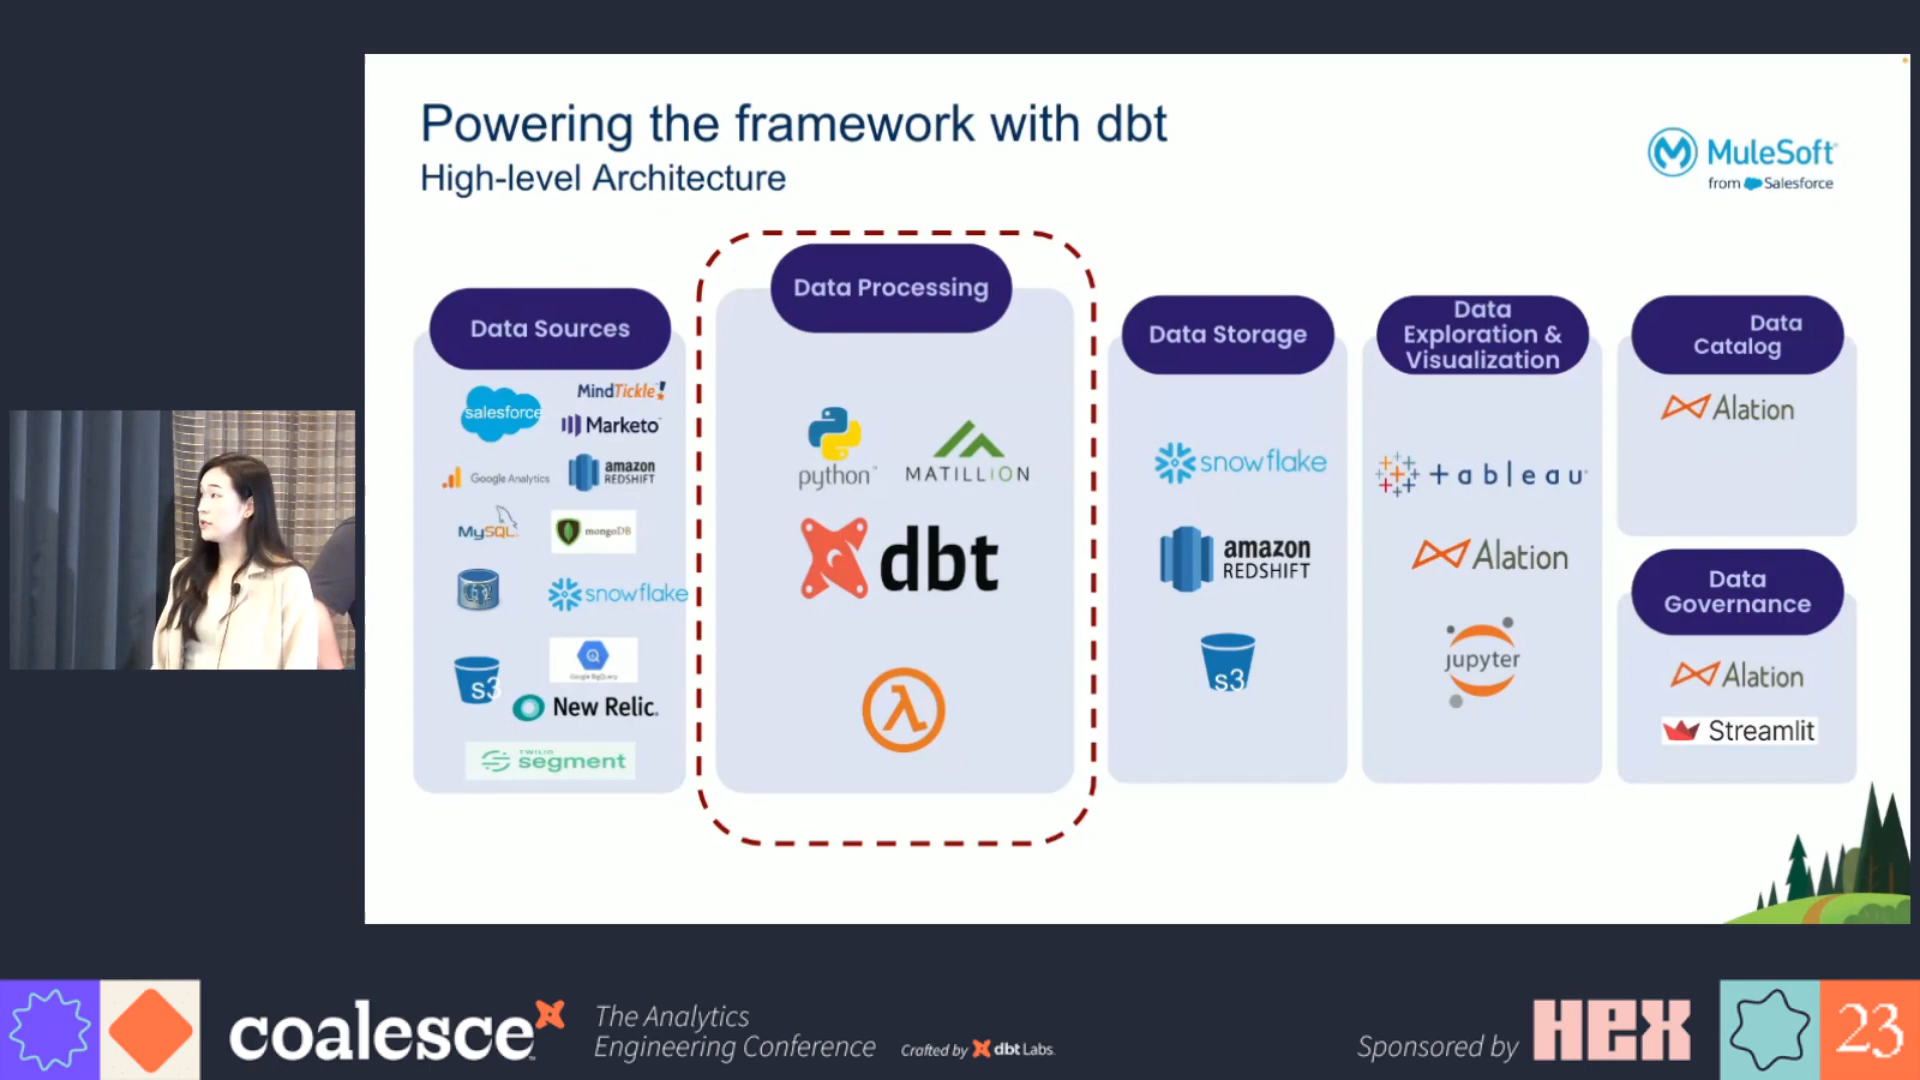 Powering the framework with dbt
High-level Architecture
MuleSoft
from Salesforce
Data Sources
salesforce
MindTickle!
Marketo
Google Analytics
amazon
REDSHIFT
MySQL
mongoDB
snowflake
s3
Google BigQuery
New Relic.
TWILIO
segment
Data Processing
python
MATILLION
dbt
λ
Data Storage
snowflake
amazon
REDSHIFT
s3
Data
Exploration &
Visualization
+ableau
Alation
jupyter
Data
Catalog
Alation
Data
Governance
Alation
Streamlit
coalesce
The Analytics
Engineering Conference
Crafted by dbt Labs
Sponsored by HEX
23